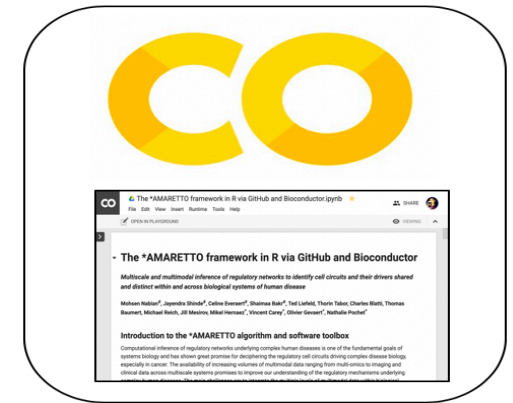 CO
CO The *AMARETTO framework in R via GitHub and Bioconductor.ipynb SHARE
File Edit View Insert Runtime Tools Help
OPEN IN PLAYGROUND VIEWING
The *AMARETTO framework in R via GitHub and Bioconductor
Multiscale and multimodal inference of regulatory networks to identify cell circuits and their drivers shared
and distinct within and across biological systems of human disease
Mohsen Nabian#, Jayendra Shinde#, Celine Everaert#, Shaimaa Bakr#, Ted Liefeld, Thorin Tabor, Charles Blatti, Thomas
Baumert, Michael Reich, Jill Mesirov, Mikel Hernaez*, Vincent Carey*, Olivier Gevaert*, Nathalie Pochet*
Introduction to the *AMARETTO algorithm and software toolbox
Computational inference of regulatory networks underlying complex human diseases is one of the fundamental goals of
systems biology and has shown great promise for deciphering the regulatory cell circuits driving complex disease biology,
especially in cancer. The availability of increasing volumes of multimodal data ranging from multi-omics to imaging and
clinical data across multiscale systems promises to improve our understanding of the regulatory mechanisms underlying